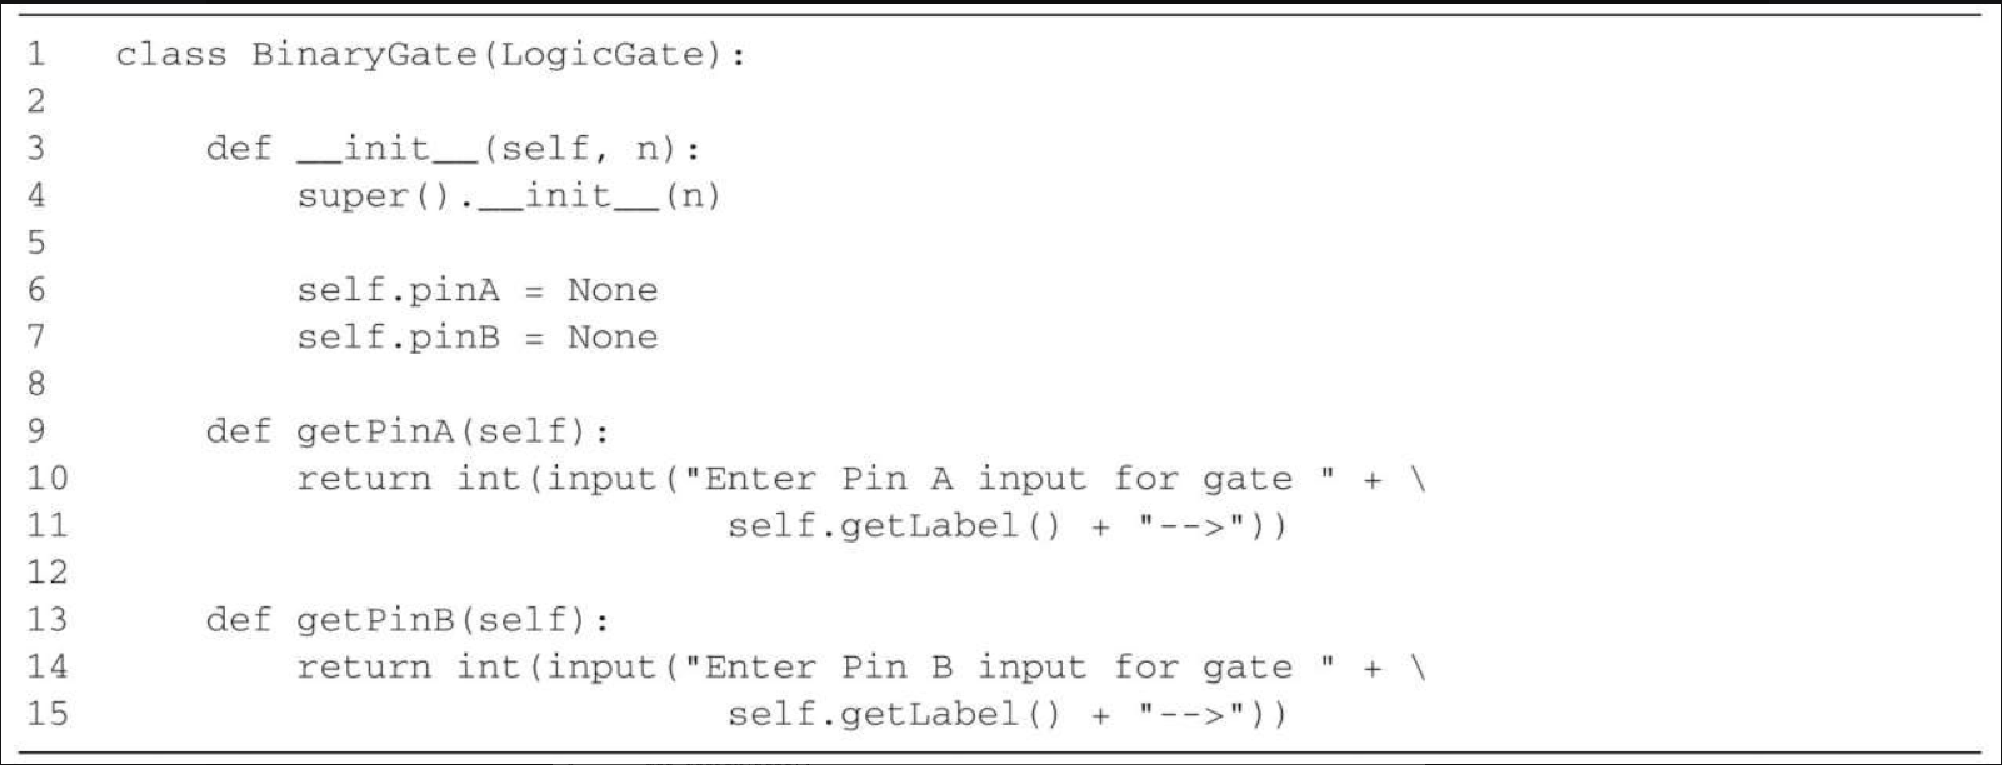 1 class BinaryGate(LogicGate):
2
3 def __init__(self, n):
4 super().__init__(n)
5
6 self.pinA = None
7 self.pinB = None
8
9 def getPinA(self):
10 return int(input("Enter Pin A input for gate " + \
11 self.getLabel() + "-->"))
12
13 def getPinB(self):
14 return int(input("Enter Pin B input for gate " + \
15 self.getLabel() + "-->"))